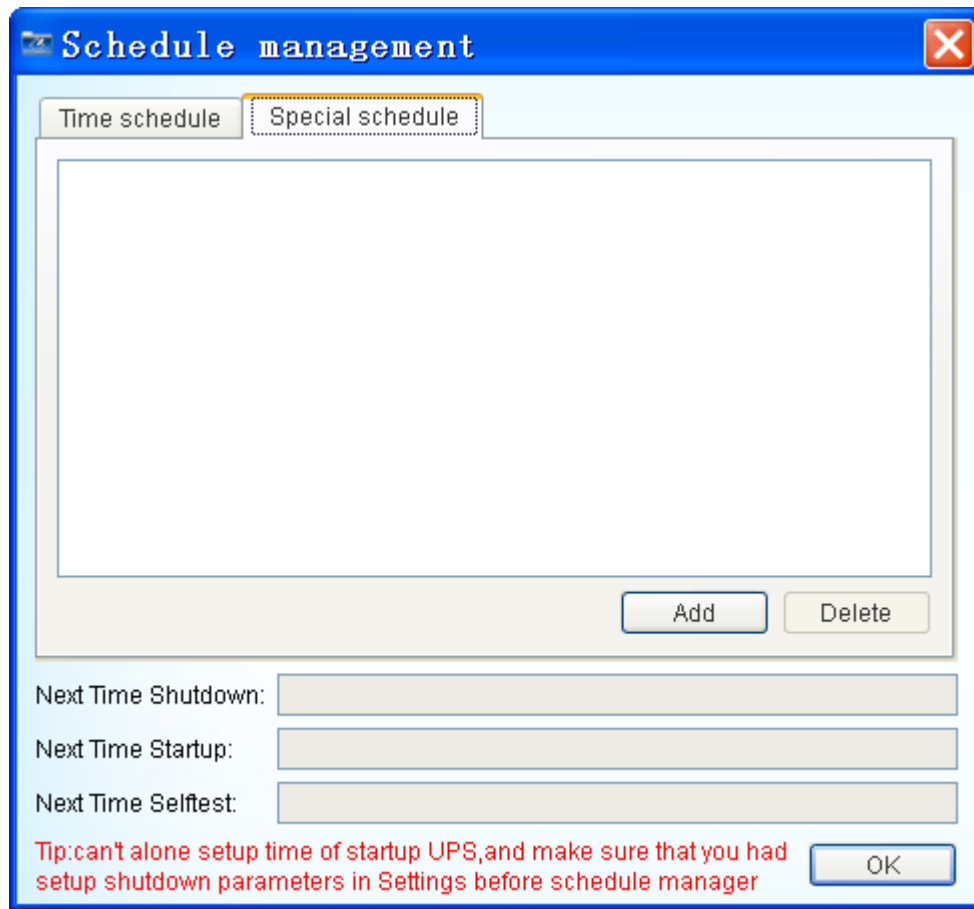 Schedule management
Time schedule
Special schedule
Add
Delete
Next Time Shutdown:
Next Time Startup:
Next Time Selftest:
Tip:can't alone setup time of startup UPS,and make sure that you had
setup shutdown parameters in Settings before schedule manager
OK